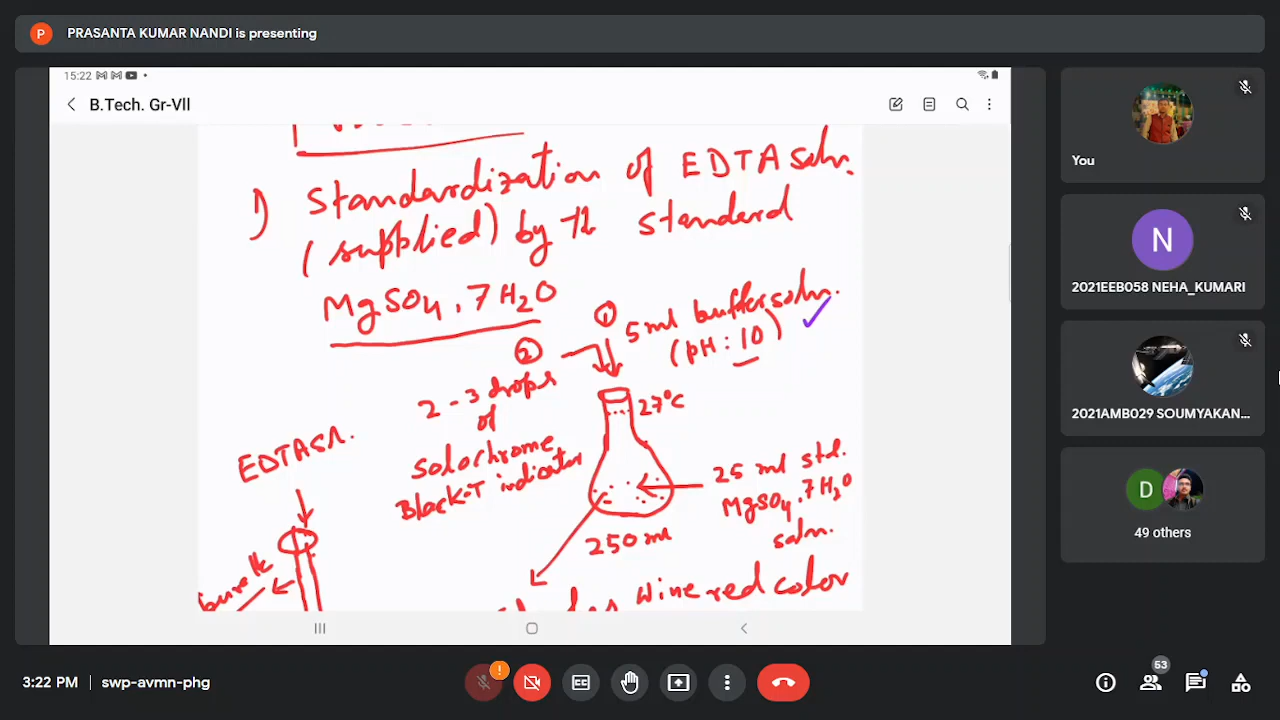 P PRASANTA KUMAR NANDI is presenting
15:22
B.Tech. Gr-VII
1) Standardization of EDTA soln.
(supplied) by the standard
MgSO4.7H2O
① 5 ml buffer soln.
(pH : 10)
②
2-3 drops
of
solochrome
Black-T indicator
27°C
EDTA Sn.
25 ml std.
MgSO4.7H2O
soln.
250 ml
burette
wine red color
You
N
2021EEB058 NEHA_KUMARI
2021AMB029 SOUMYAKAN...
D
49 others
3:22 PM | swp-avmn-phg
53